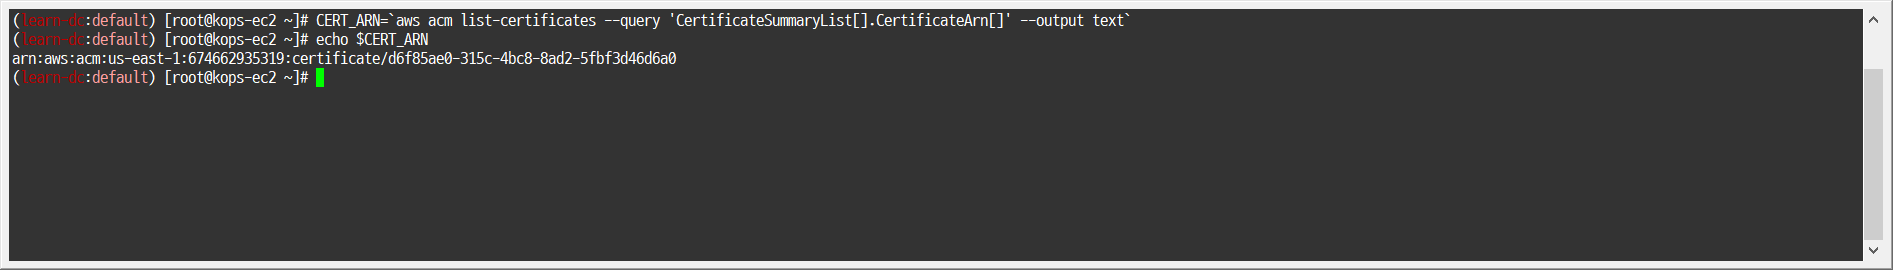 (learn-dc:default) [root@kops-ec2 ~]# CERT_ARN=`aws acm list-certificates --query 'CertificateSummaryList[].CertificateArn[]' --output text`
(learn-dc:default) [root@kops-ec2 ~]# echo $CERT_ARN
arn:aws:acm:us-east-1:674662935319:certificate/d6f85ae0-315c-4bc8-8ad2-5fbf3d46d6a0
(learn-dc:default) [root@kops-ec2 ~]#